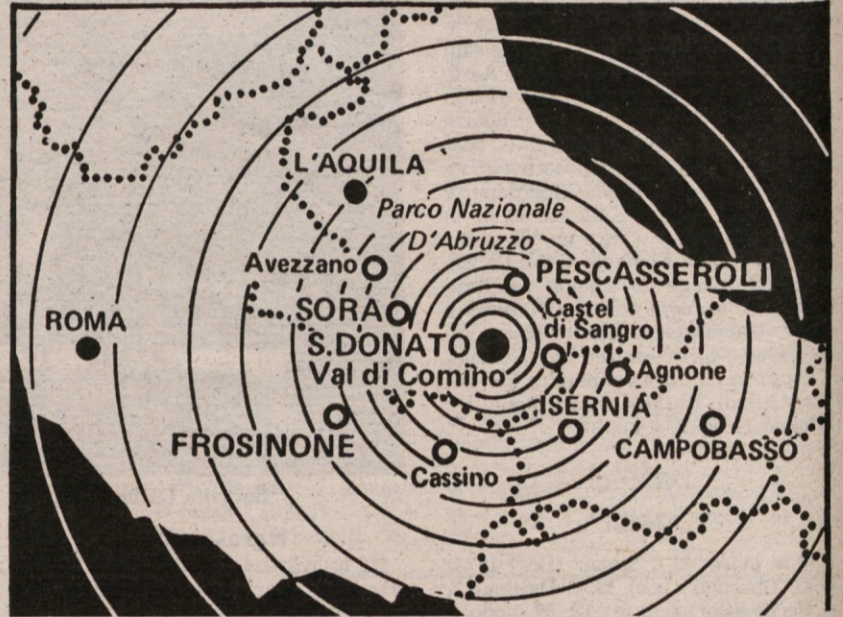 L'AQUILA
Parco Nazionale
D'Abruzzo
Avezzano
PESCASSEROLI
SORA
Castel
di Sangro
ROMA
S.DONATO
Val di Comino
Agnone
ISERNIA
FROSINONE
CAMPOBASSO
Cassino